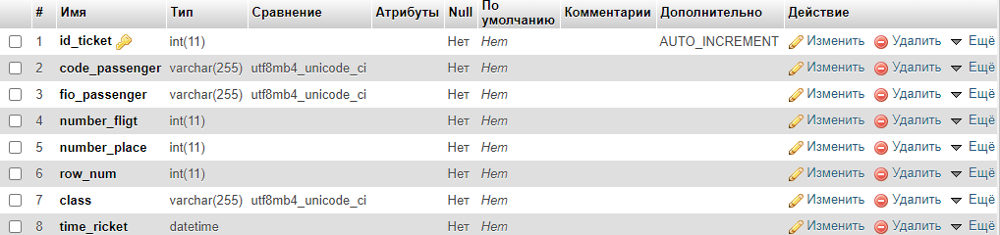 # Имя Тип Сравнение Атрибуты Null По умолчанию Комментарии Дополнительно Действие
1 id_ticket int(11) Нет Нет AUTO_INCREMENT Изменить Удалить Ещё
2 code_passenger varchar(255) utf8mb4_unicode_ci Нет Нет Изменить Удалить Ещё
3 fio_passenger varchar(255) utf8mb4_unicode_ci Нет Нет Изменить Удалить Ещё
4 number_fligt int(11) Нет Нет Изменить Удалить Ещё
5 number_place int(11) Нет Нет Изменить Удалить Ещё
6 row_num int(11) Нет Нет Изменить Удалить Ещё
7 class varchar(255) utf8mb4_unicode_ci Нет Нет Изменить Удалить Ещё
8 time_ricket datetime Нет Нет Изменить Удалить Ещё